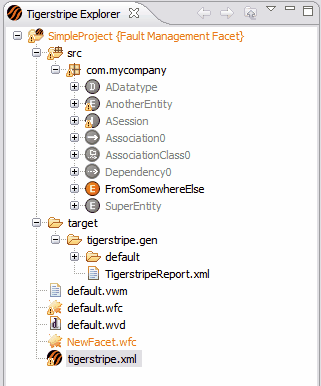 Tigerstripe Explorer
SimpleProject {Fault Management Facet}
src
com.mycompany
ADatatype
AnotherEntity
ASession
Association0
AssociationClass0
Dependency0
FromSomewhereElse
SuperEntity
target
tigerstripe.gen
default
TigerstripeReport.xml
default.vwm
default.wfc
default.wvd
NewFacet.wfc
tigerstripe.xml